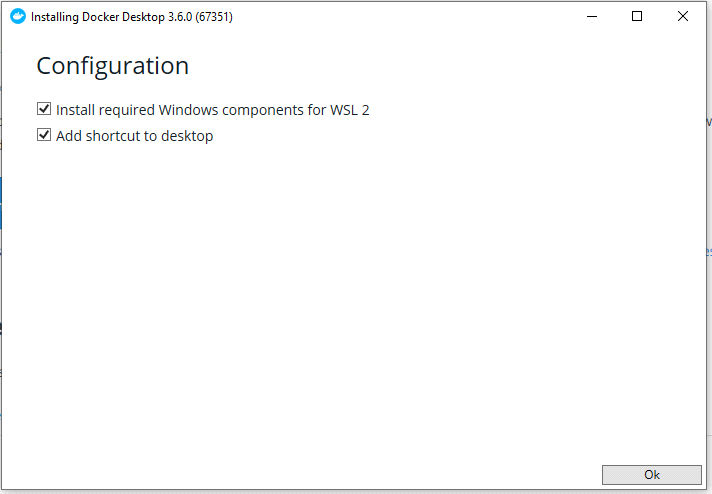 Installing Docker Desktop 3.6.0 (67351)
Configuration
Install required Windows components for WSL 2
Add shortcut to desktop
Ok